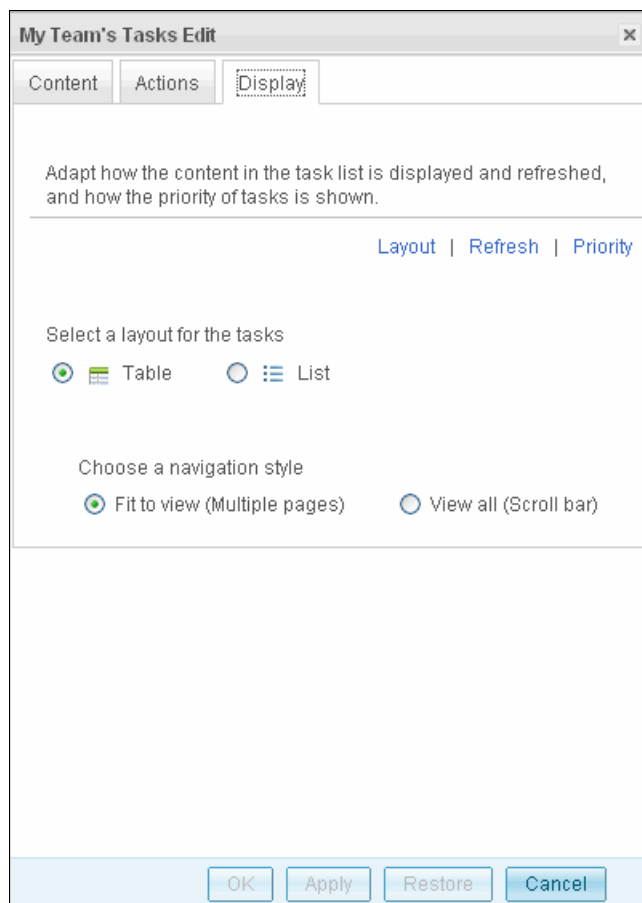 My Team's Tasks Edit
Content Actions Display
Adapt how the content in the task list is displayed and refreshed,
and how the priority of tasks is shown.
Layout | Refresh | Priority
Select a layout for the tasks
Table List
Choose a navigation style
Fit to view (Multiple pages) View all (Scroll bar)
OK Apply Restore Cancel